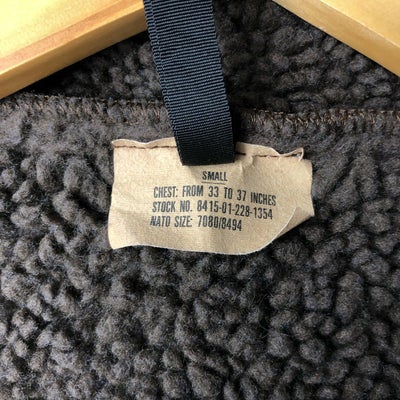 SMALL
CHEST: FROM 33 TO 37 INCHES
STOCK NO. 8415-01-228-1354
NATO SIZE: 7080/8494